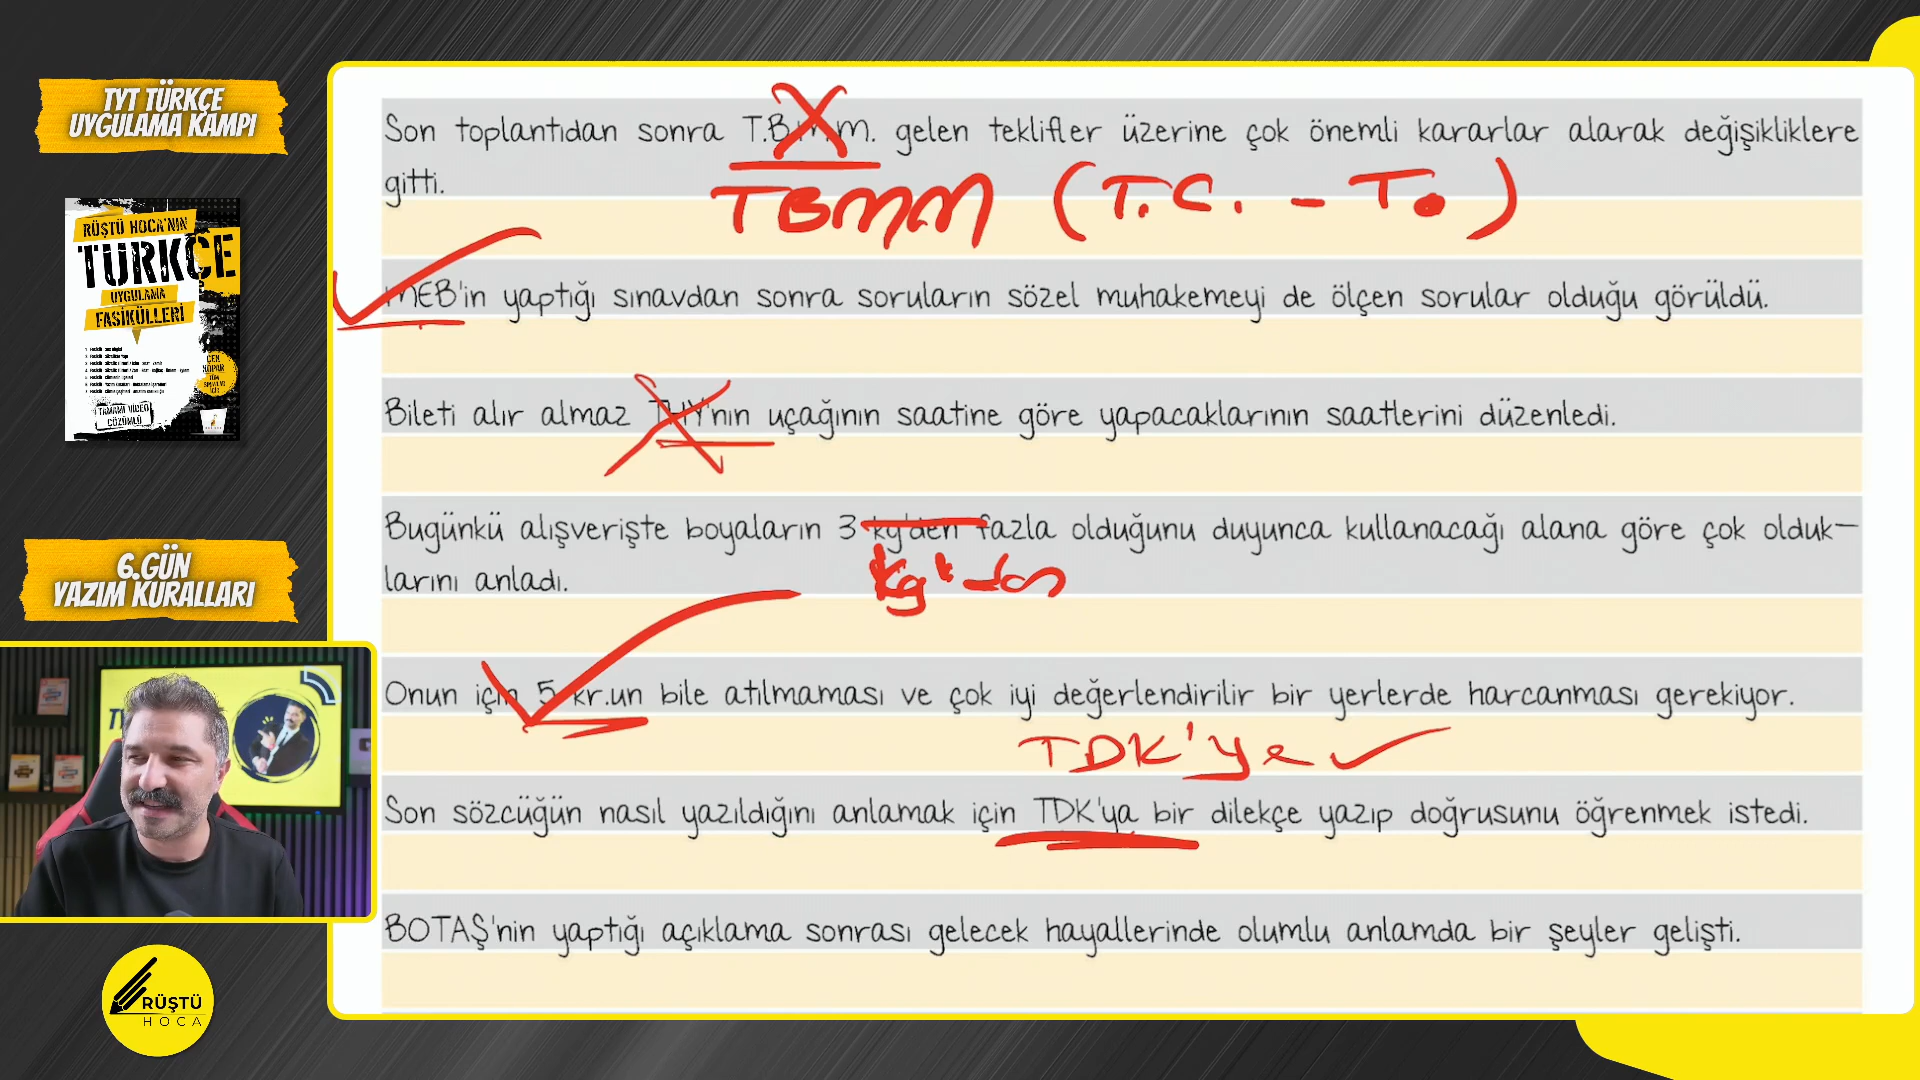 TYT TÜRKÇE
UYGULAMA KAMPI
RÜŞTÜ HOCA'NIN
TÜRKÇE
UYGULAMA
FASİKÜLLERİ
TAMAMI VİDEO
ÇÖZÜMLÜ
6.GÜN
YAZIM KURALLARI
RÜŞTÜ
HOCA
Son toplantıdan sonra T.B.M.M. gelen teklifler üzerine çok önemli kararlar alarak değişikliklere
gitti.
TBMM (T.C. - T.)
MEB'in yaptığı sınavdan sonra soruların sözel muhakemeyi de ölçen sorular olduğu görüldü.
Bileti alır almaz THY'nın uçağının saatine göre yapacaklarının saatlerini düzenledi.
Bugünkü alışverişte boyaların 3 kg'den fazla olduğunu duyunca kullanacağı alana göre çok olduk-
larını anladı.
Onun için 5 kr.un bile atılmaması ve çok iyi değerlendirilir bir yerlerde harcanması gerekiyor.
TDK'ye
Son sözcüğün nasıl yazıldığını anlamak için TDK'ya bir dilekçe yazıp doğrusunu öğrenmek istedi.
BOTAŞ'nin yaptığı açıklama sonrası gelecek hayallerinde olumlu anlamda bir şeyler gelişti.